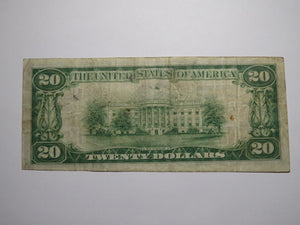 20 THE UNITED STATES OF AMERICA 20
20 TWENTY DOLLARS 20